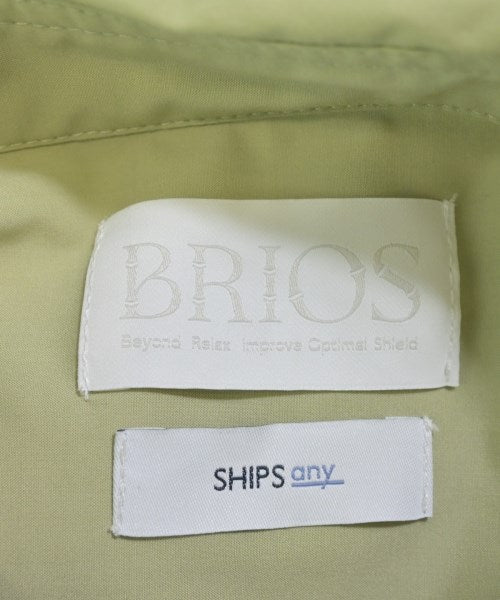 BRIOS
Beyond Relax Improve Optimal Shield
SHIPS any